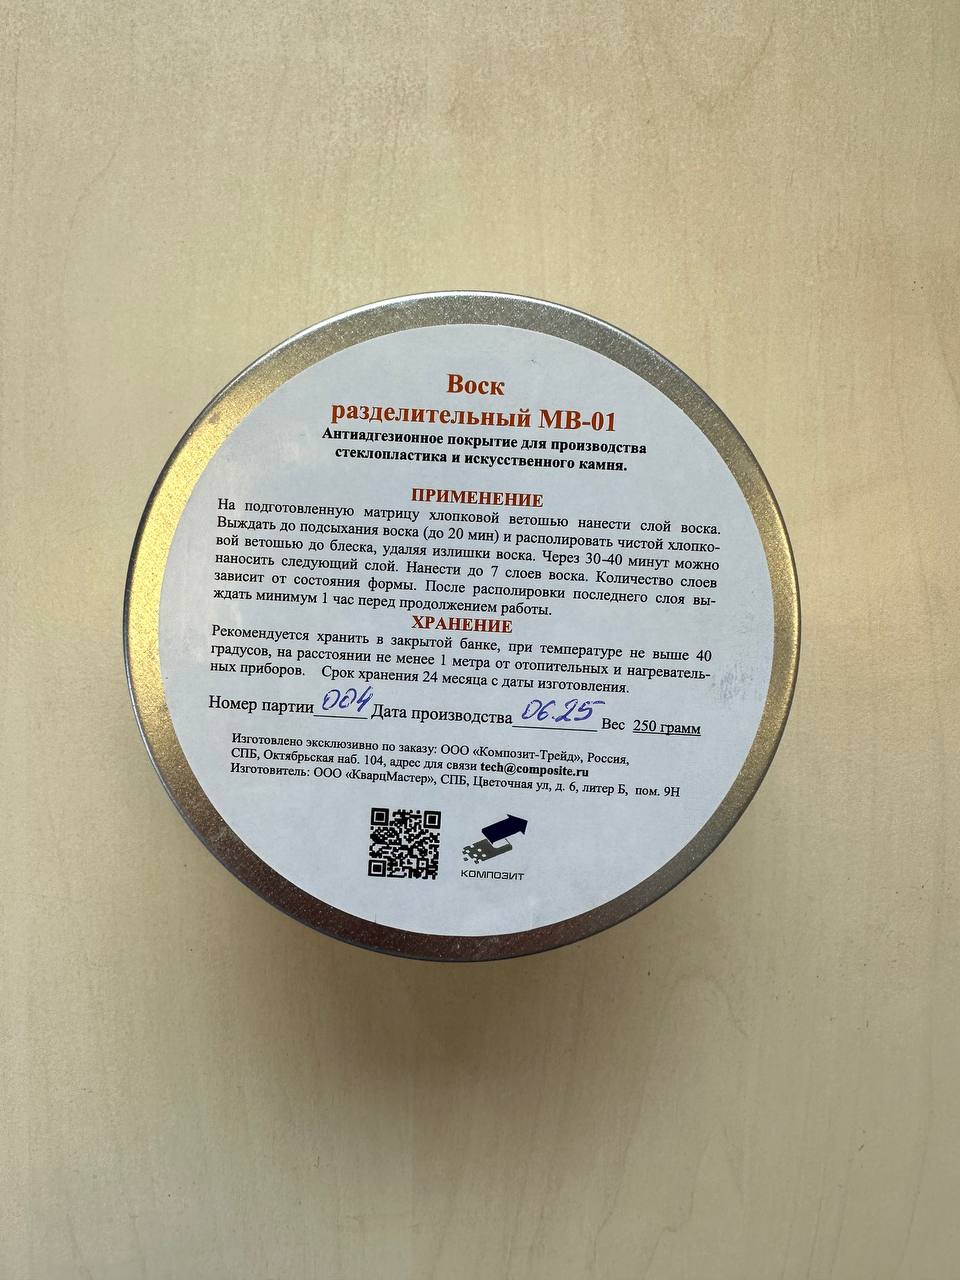 Воск
разделительный МВ-01
Антиадгезионное покрытие для производства
стеклопластика и искусственного камня.
ПРИМЕНЕНИЕ
На подготовленную матрицу хлопковой ветошью нанести слой воска.
Выждать до подсыхания воска (до 20 мин) и располировать чистой хлопко-
вой ветошью до блеска, удаляя излишки воска. Через 30-40 минут можно
наносить следующий слой. Нанести до 7 слоев воска. Количество слоев
зависит от состояния формы. После располировки последнего слоя вы-
ждать минимум 1 час перед продолжением работы.
ХРАНЕНИЕ
Рекомендуется хранить в закрытой банке, при температуре не выше 40
градусов, на расстоянии не менее 1 метра от отопительных и нагреватель-
ных приборов. Срок хранения 24 месяца с даты изготовления.
Номер партии 004 Дата производства 06.25 Вес 250 грамм
Изготовлено эксклюзивно по заказу: ООО «Композит-Трейд», Россия,
СПБ, Октябрьская наб. 104, адрес для связи tech@composite.ru
Изготовитель: ООО «КварцМастер», СПБ, Цветочная ул, д. 6, литер Б, пом. 9Н
КОМПОЗИТ